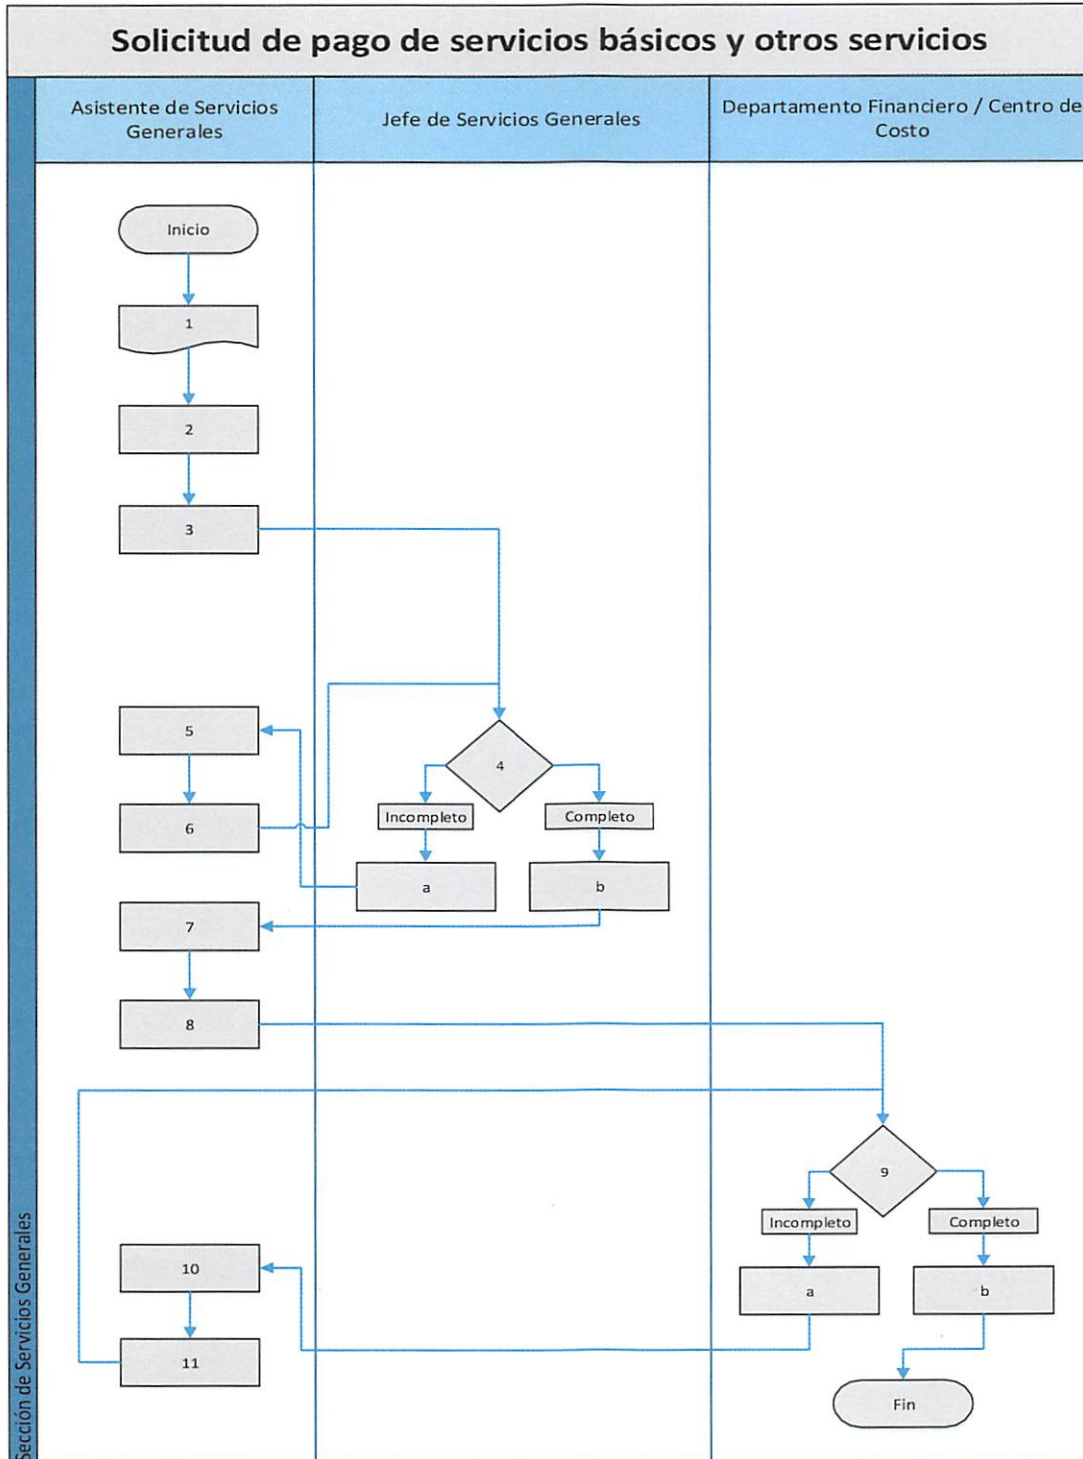 Solicitud de pago de servicios básicos y otros servicios
Asistente de Servicios
Generales
Jefe de Servicios Generales
Departamento Financiero / Centro de
Costo
Inicio
1
2
3
4
5
Incompleto
Completo
6
a
b
7
8
9
Incompleto
Completo
10
a
b
11
Fin
Sección de Servicios Generales